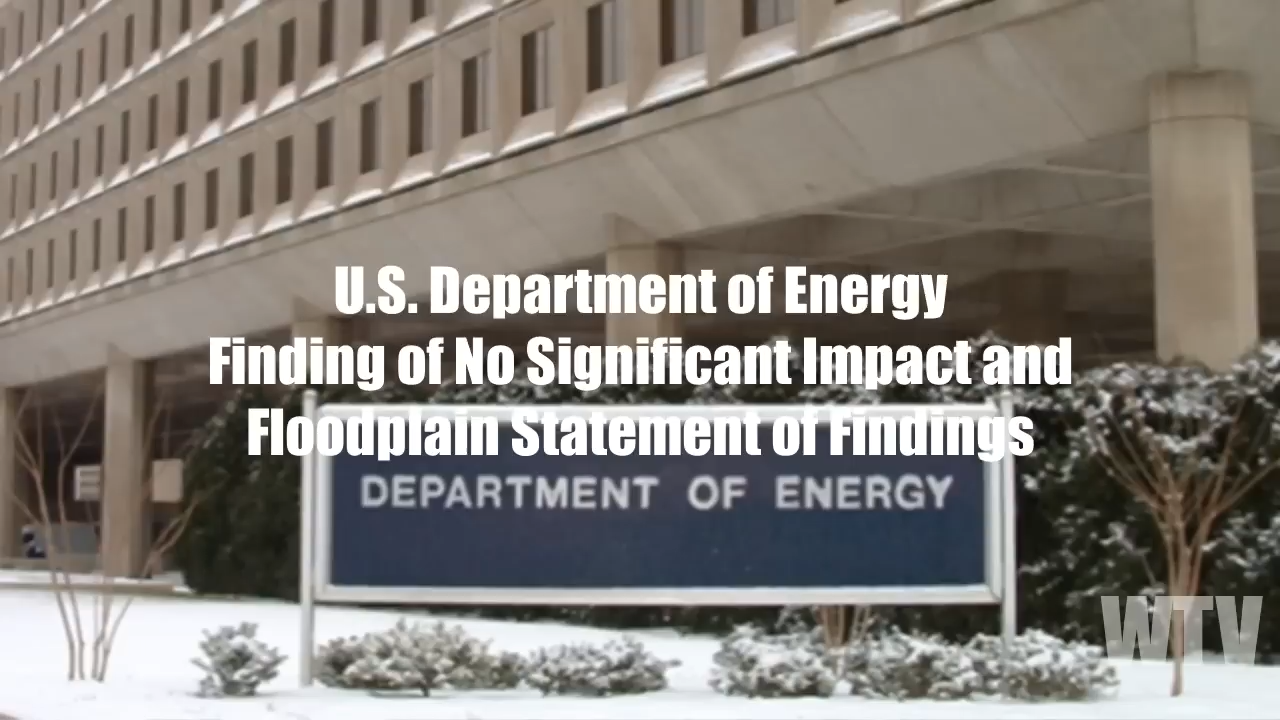 U.S. Department of Energy
Finding of No Significant Impact and
Floodplain Statement of Findings
DEPARTMENT OF ENERGY
WTV